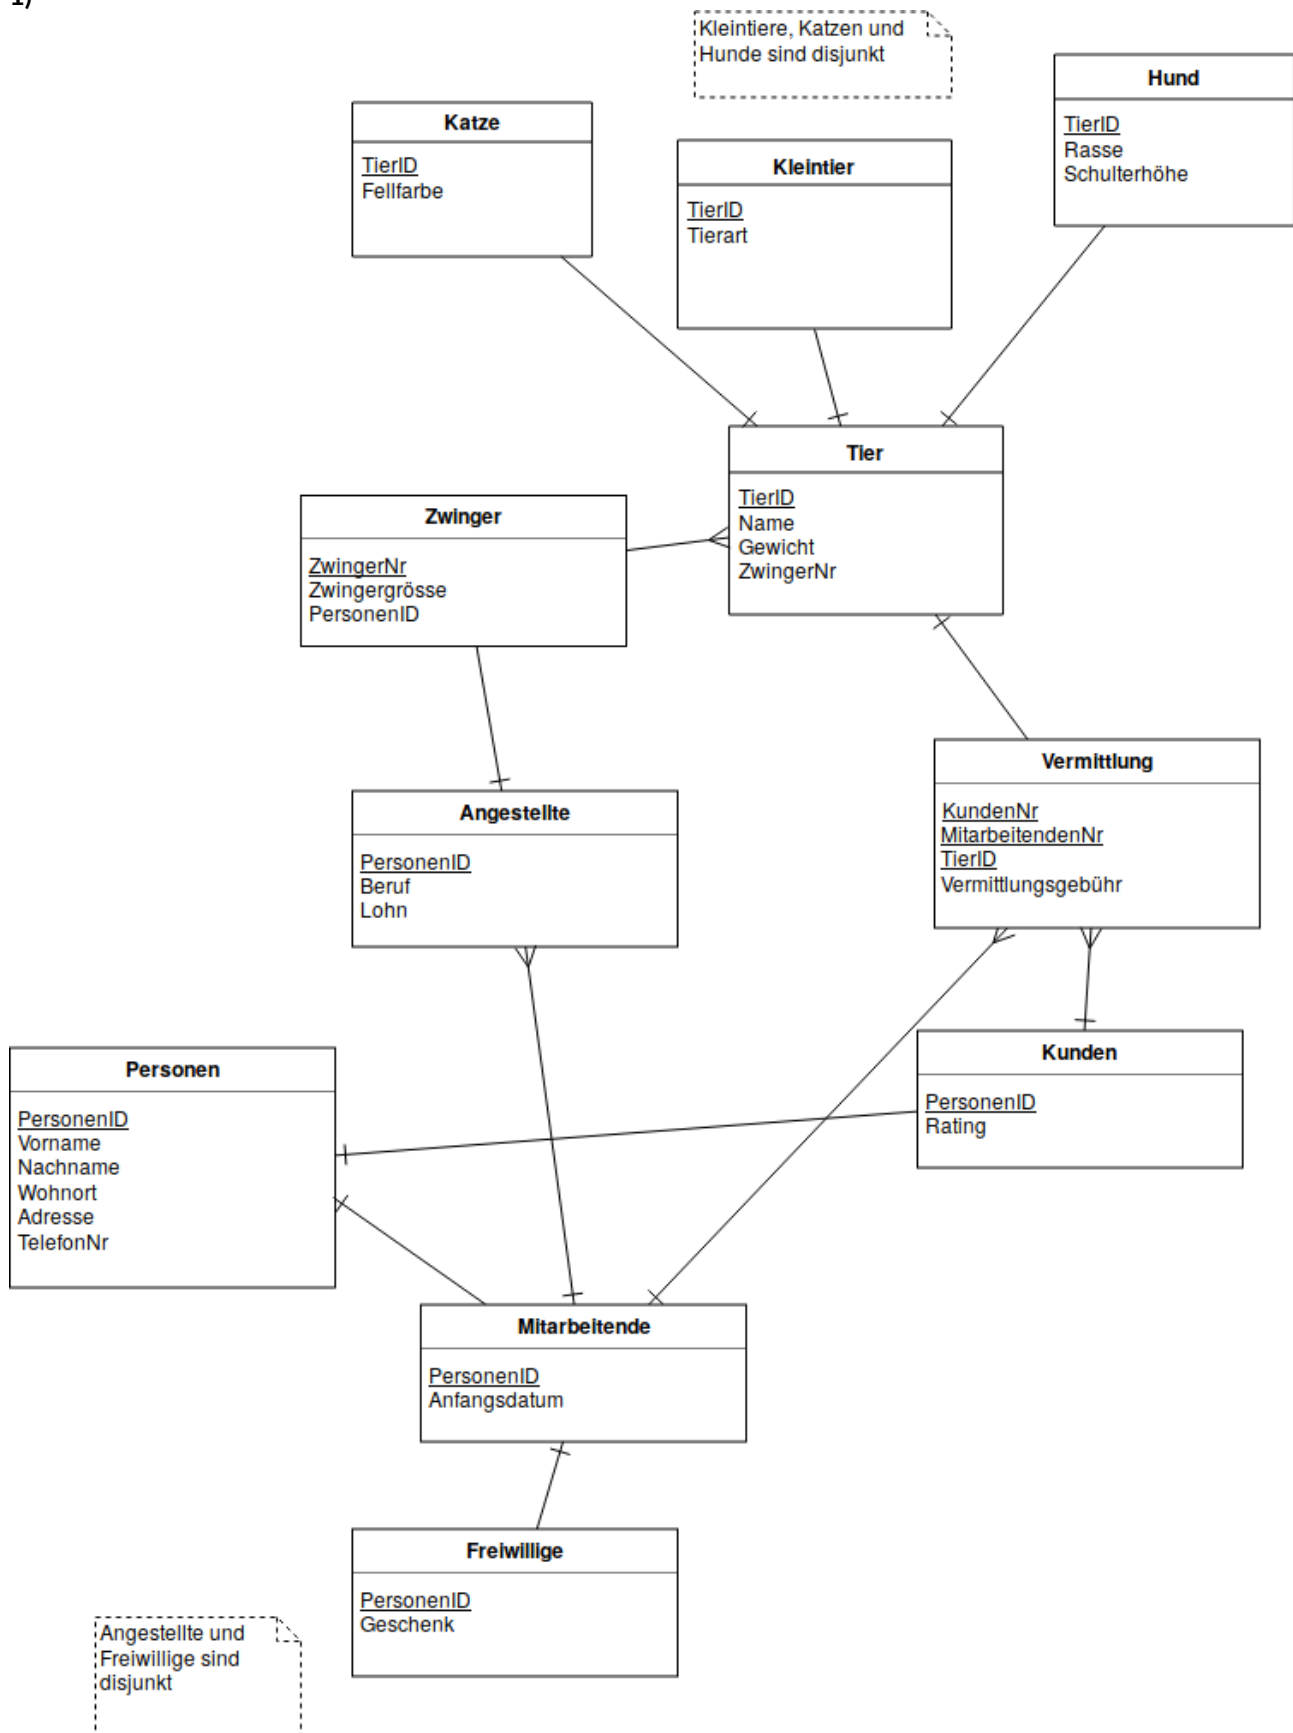 1)
Kleintiere, Katzen und
Hunde sind disjunkt
Hund
TierID
Rasse
Schulterhöhe
Katze
TierID
Fellfarbe
Kleintier
TierID
Tierart
Tier
TierID
Name
Gewicht
ZwingerNr
Zwinger
ZwingerNr
Zwingergrösse
PersonenID
Vermittlung
KundenNr
MitarbeitendenNr
TierID
Vermittlungsgebühr
Angestellte
PersonenID
Beruf
Lohn
Kunden
PersonenID
Rating
Personen
PersonenID
Vorname
Nachname
Wohnort
Adresse
TelefonNr
Mitarbeitende
PersonenID
Anfangsdatum
Freiwillige
PersonenID
Geschenk
Angestellte und
Freiwillige sind
disjunkt